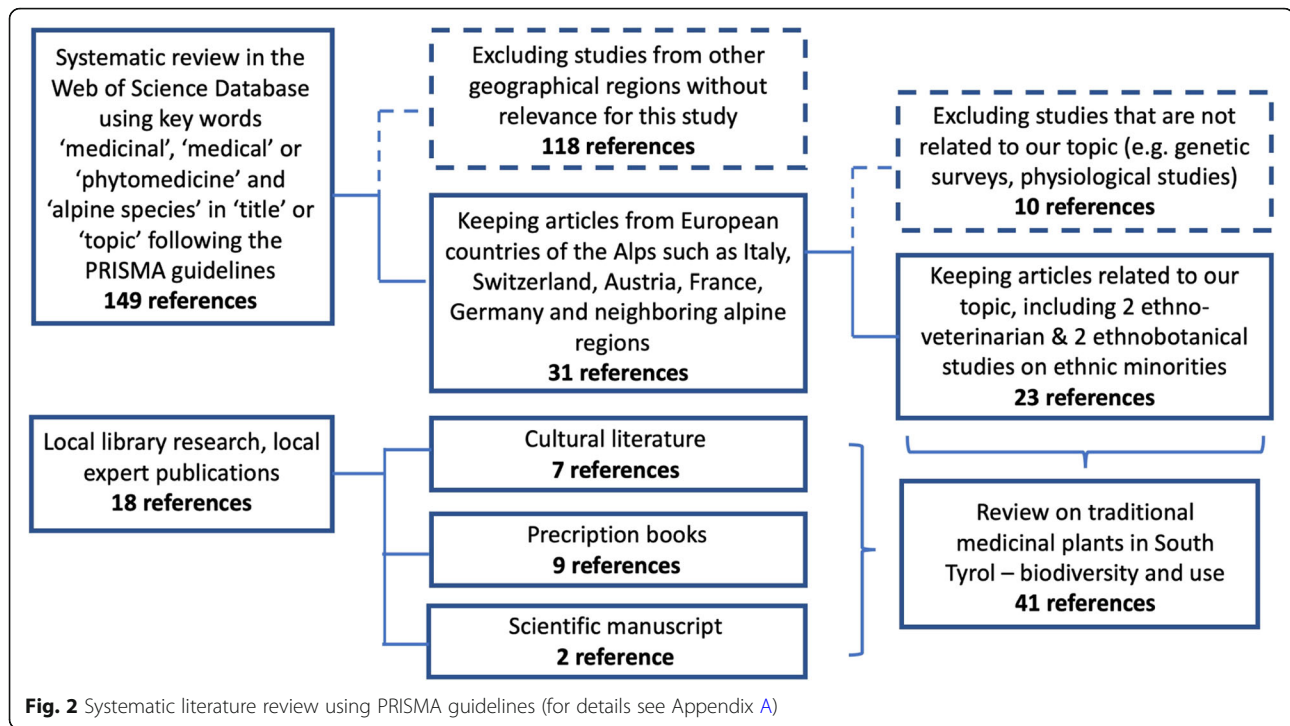 Systematic review in the
Web of Science Database
using key words
‘medicinal’, ‘medical’ or
‘phytomedicine’ and
‘alpine species’ in ‘title’ or
‘topic’ following the
PRISMA guidelines
149 references
Excluding studies from other
geographical regions without
relevance for this study
118 references
Keeping articles from European
countries of the Alps such as Italy,
Switzerland, Austria, France,
Germany and neighboring alpine
regions
31 references
Excluding studies that are not
related to our topic (e.g. genetic
surveys, physiological studies)
10 references
Keeping articles related to our
topic, including 2 ethno-
veterinarian & 2 ethnobotanical
studies on ethnic minorities
23 references
Local library research, local
expert publications
18 references
Cultural literature
7 references
Precription books
9 references
Scientific manuscript
2 reference
Review on traditional
medicinal plants in South
Tyrol – biodiversity and use
41 references
Fig. 2 Systematic literature review using PRISMA guidelines (for details see Appendix A)